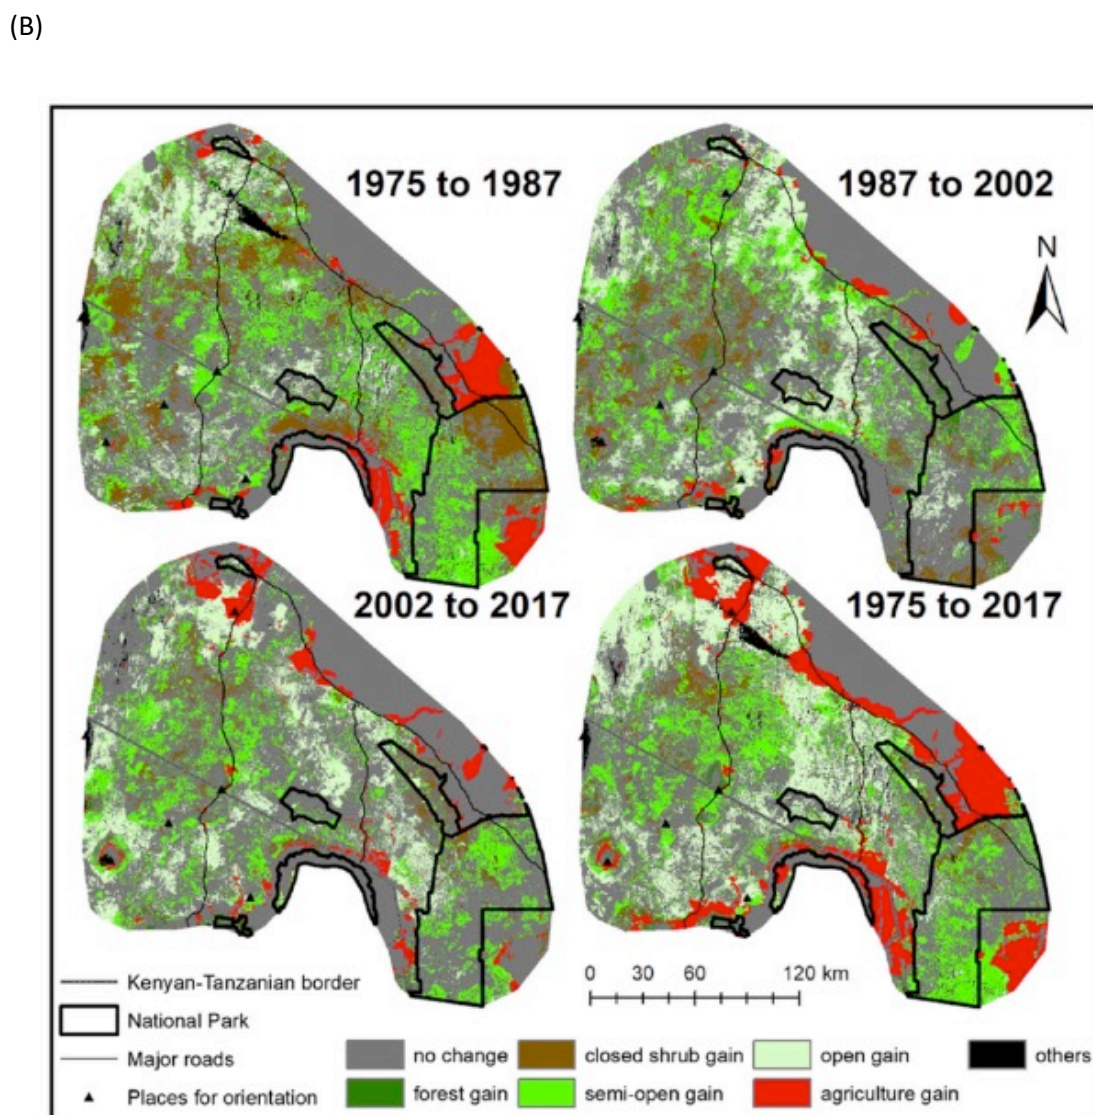 (B)
1975 to 1987
1987 to 2002
N
2002 to 2017
1975 to 2017
0 30 60 120 km
Kenyan-Tanzanian border
National Park
Major roads
Places for orientation
no change
closed shrub gain
open gain
others
forest gain
semi-open gain
agriculture gain